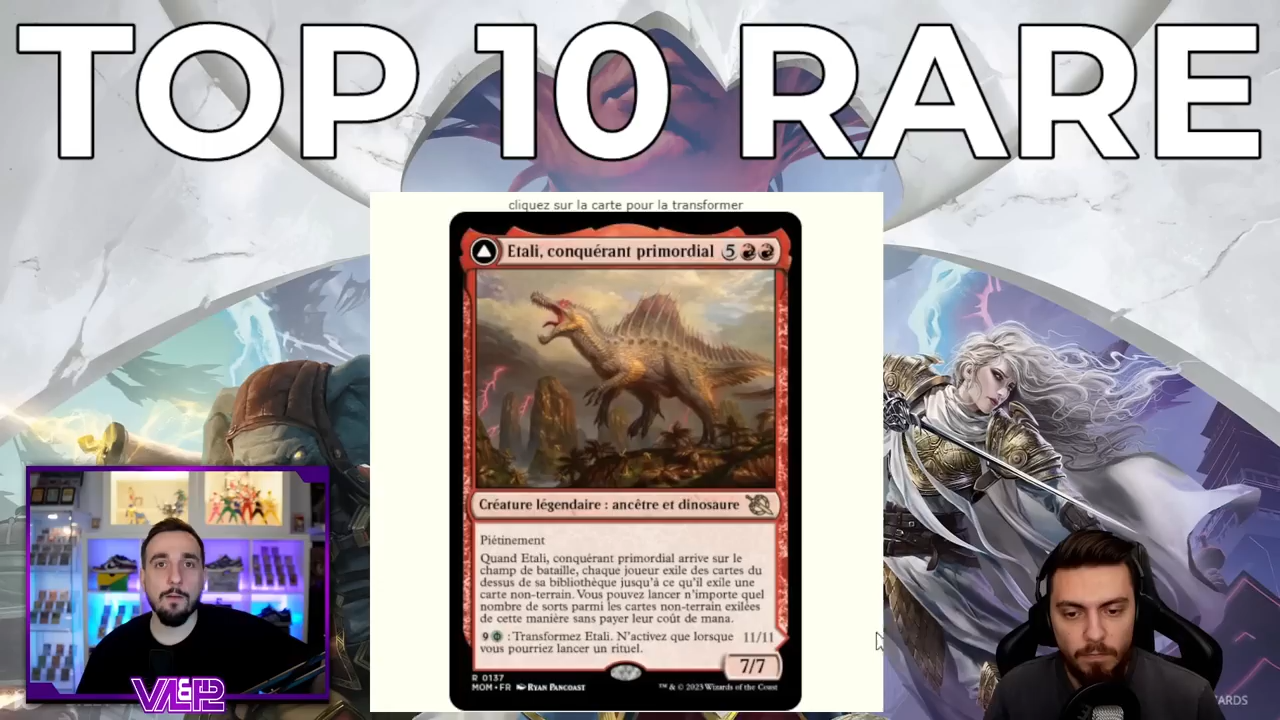 TOP 10 RARE
cliquez sur la carte pour la transformer
Etali, conquérant primordial 5
Créature légendaire : ancêtre et dinosaure
Piétinement
Quand Etali, conquérant primordial arrive sur le
champ de bataille, chaque joueur exile des cartes du
dessus de sa bibliothèque jusqu'à ce qu'il exile une
carte non-terrain. Vous pouvez lancer n'importe quel
nombre de sorts parmi les cartes non-terrain exilées
de cette manière sans payer leur coût de mana.
9 : Transformez Etali. N'activez que lorsque 11/11
vous pourriez lancer un rituel.
7/7
R 0137
MOM • FR RYAN PANCOAST
™ & © 2023 Wizards of the Coast
ARDS